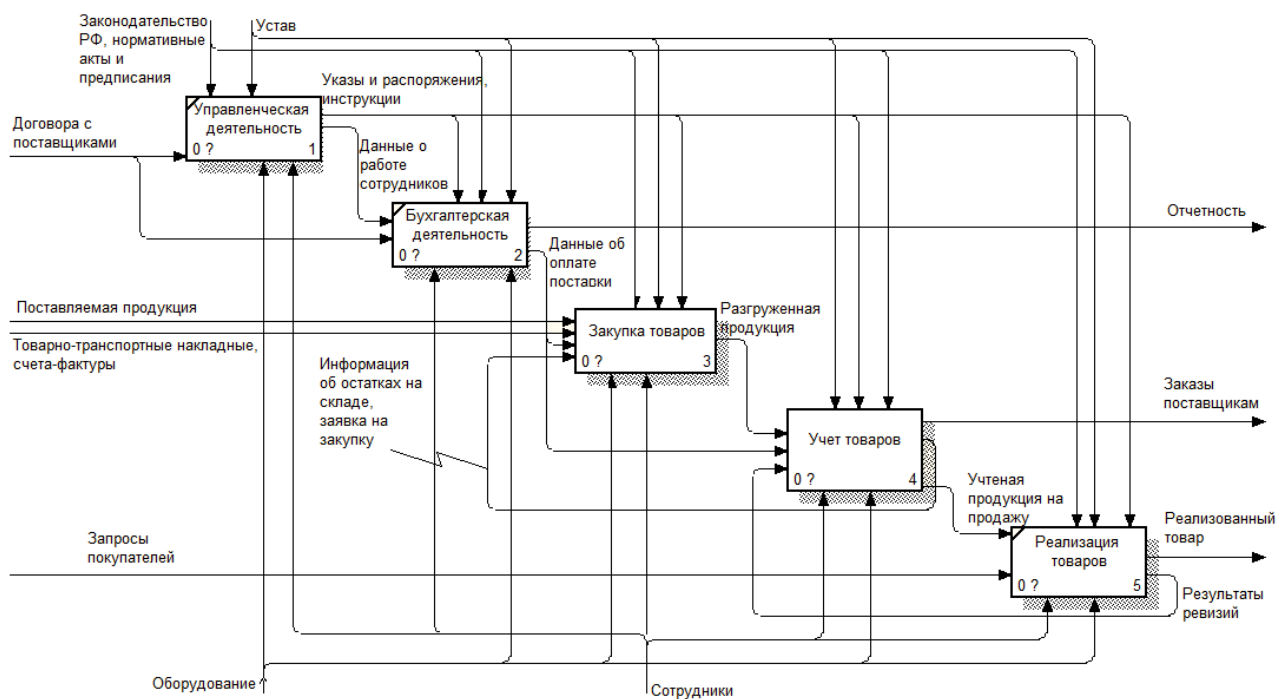 Законодательство
РФ, нормативные
акты и
предписания
Устав
Указы и распоряжения,
инструкции
Управленческая
деятельность
0 ?
1
Договора с
поставщиками
Данные о
работе
сотрудников
Бухгалтерская
деятельность
0 ?
2
Отчетность
Данные об
оплате
поставки
Поставляемая продукция
Товарно-транспортные накладные,
счета-фактуры
Закупка товаров
0 ?
3
Разгруженная
продукция
Информация
об остатках на
складе,
заявка на
закупку
Заказы
поставщикам
Учет товаров
0 ?
4
Учтеная
продукция на
продажу
Запросы
покупателей
Реализация
товаров
0 ?
5
Реализованный
товар
Результаты
ревизий
Оборудование
Сотрудники